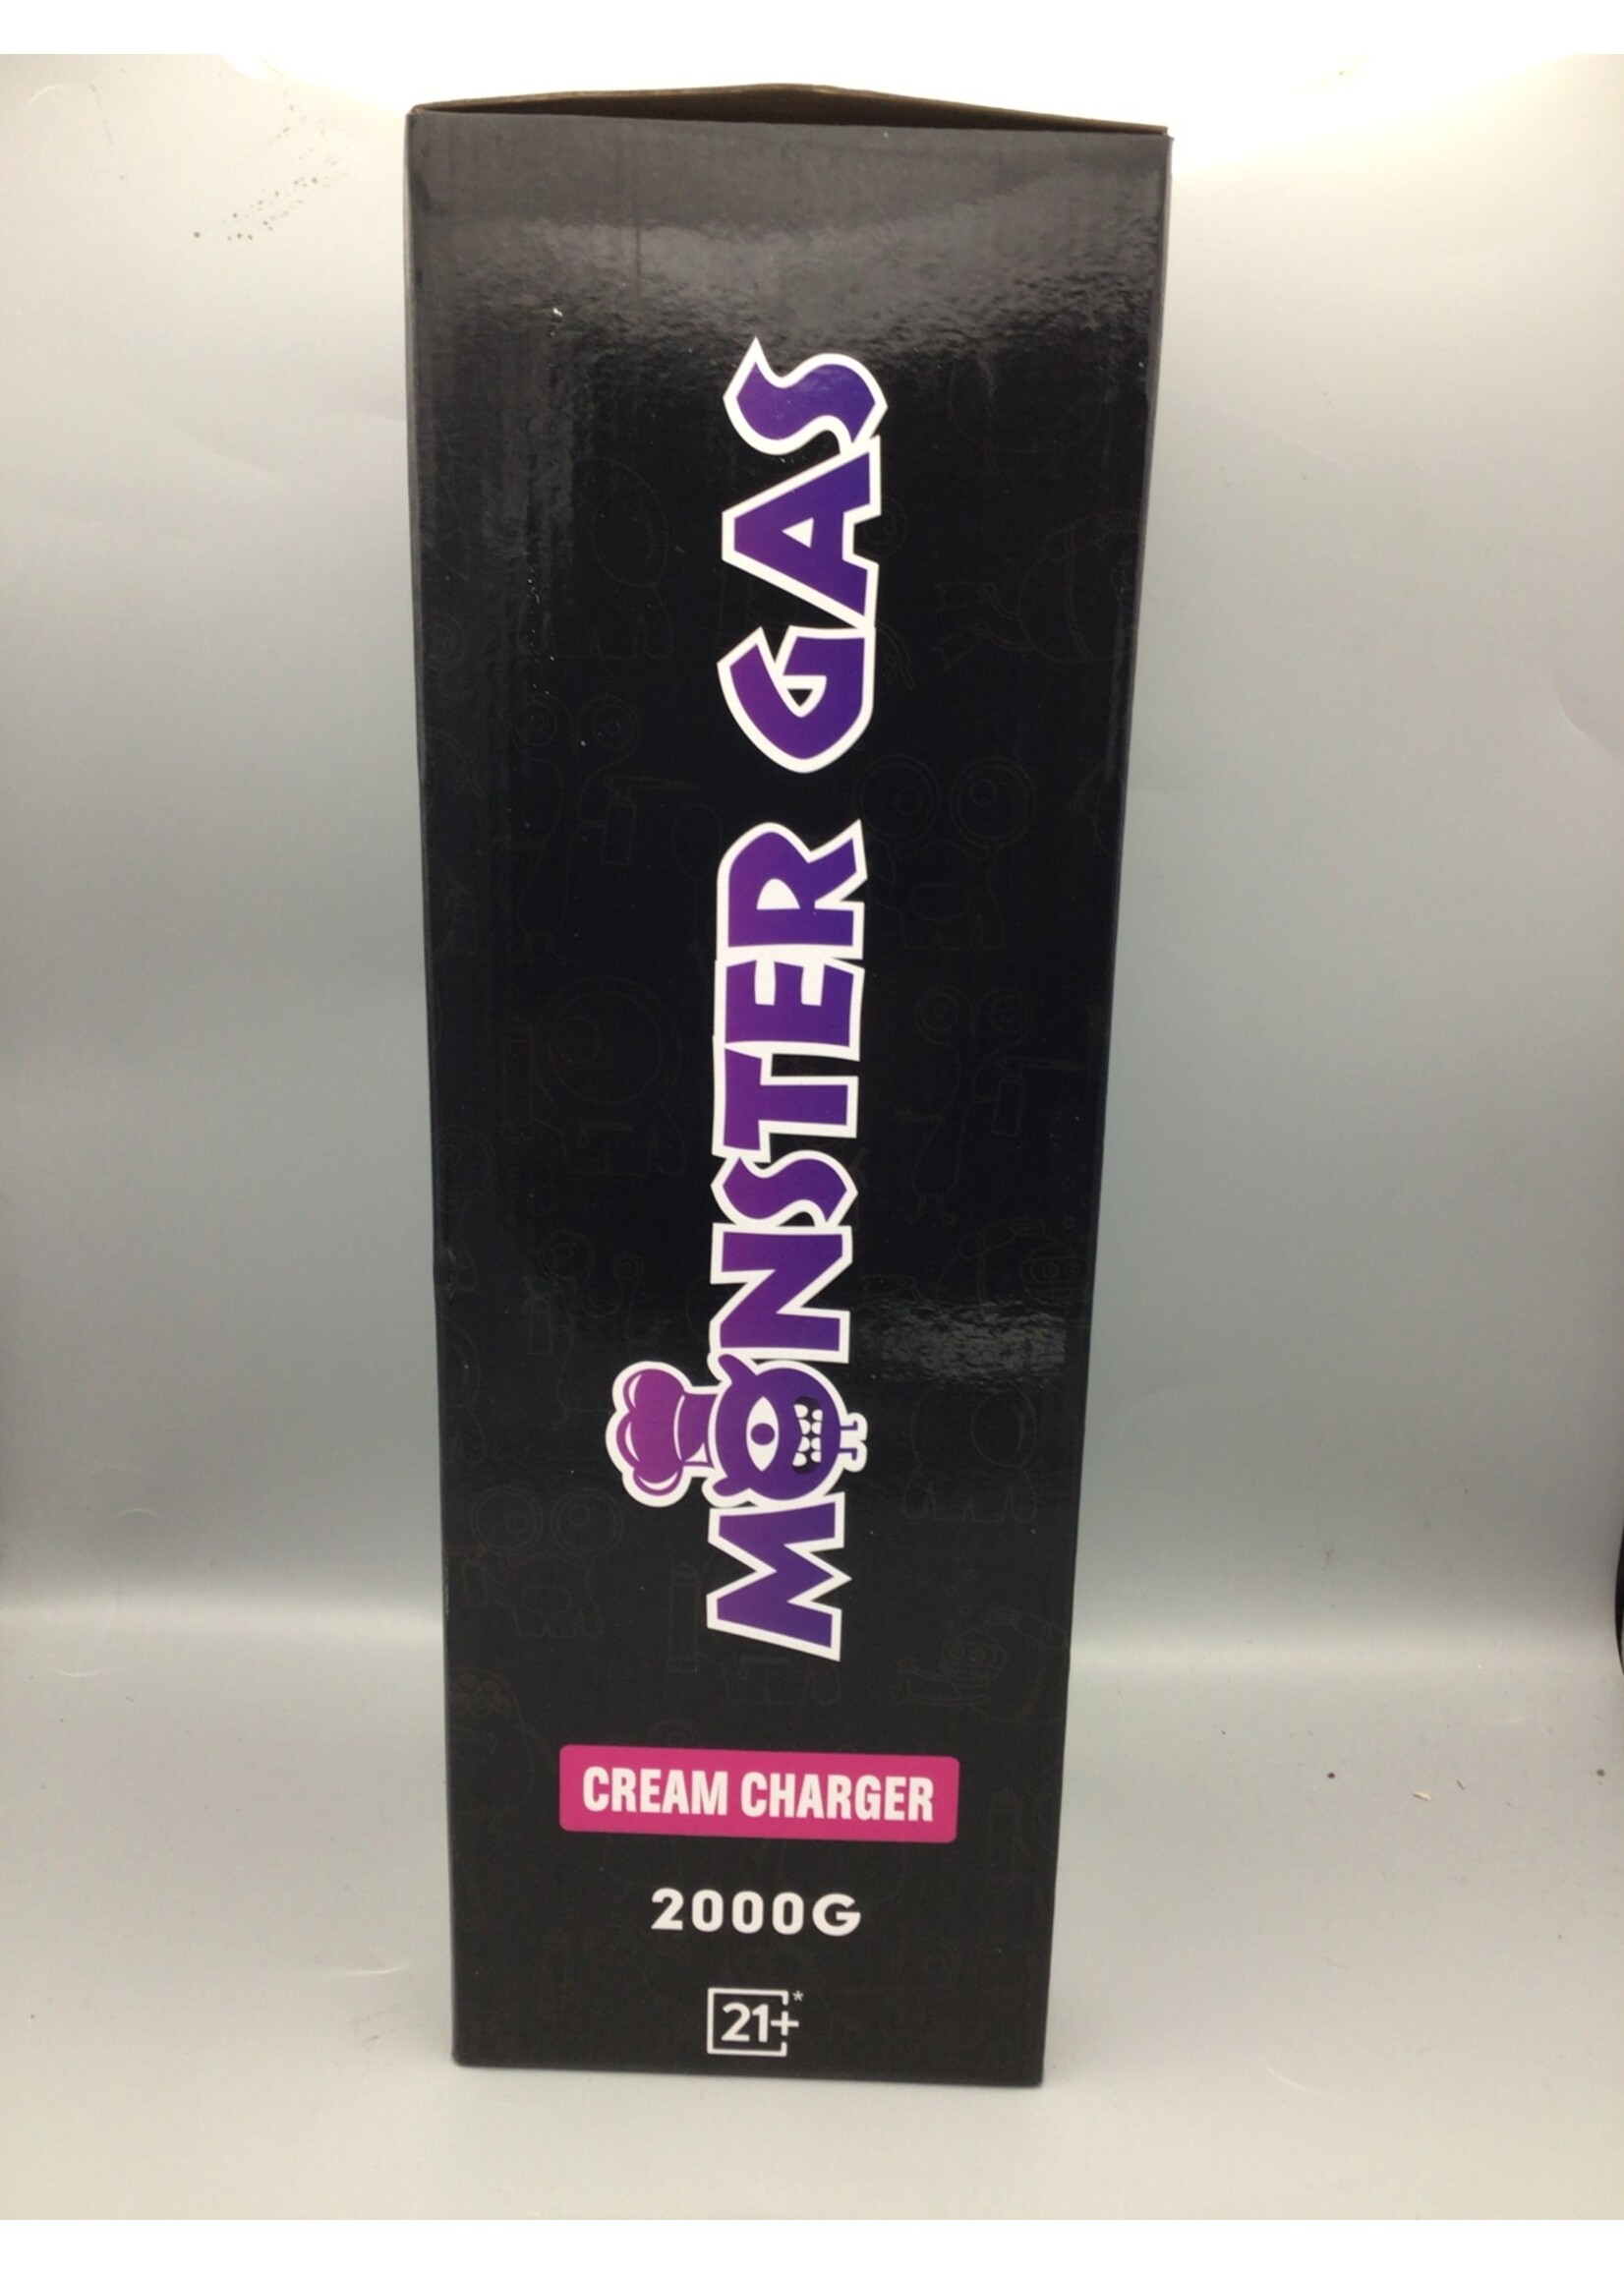 MONSTER GAS
CREAM CHARGER
2000G
21+*